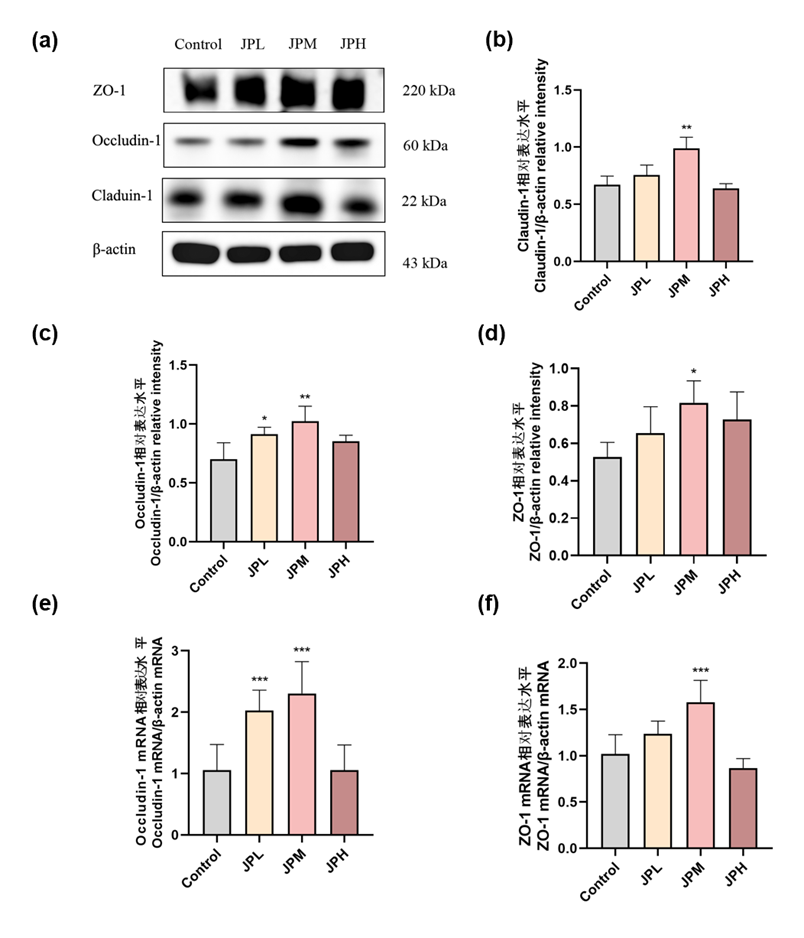 (a)
Control JPL JPM JPH
ZO-1 220 kDa
Occludin-1 60 kDa
Claduin-1 22 kDa
β-actin 43 kDa
(b)
Claudin-1相对表达水平
Claudin-1/β-actin relative intensity
1.5
**
1.0
0.5
0.0
Control JPL JPM JPH
(c)
Occludin-1相对表达水平
Occludin-1/β-actin relative intensity
1.5
* **
1.0
0.5
0.0
Control JPL JPM JPH
(d)
ZO-1相对表达水平
ZO-1/β-actin relative intensity
1.0
*
0.8
0.6
0.4
0.2
0.0
Control JPL JPM JPH
(e)
Occludin-1 mRNA相对表达水 平
Occludin-1 mRNA/β-actin mRNA
3
*** ***
2
1
0
Control JPL JPM JPH
(f)
ZO-1 mRNA相对表达水平
ZO-1 mRNA/β-actin mRNA
2.0
***
1.5
1.0
0.5
0.0
Control JPL JPM JPH